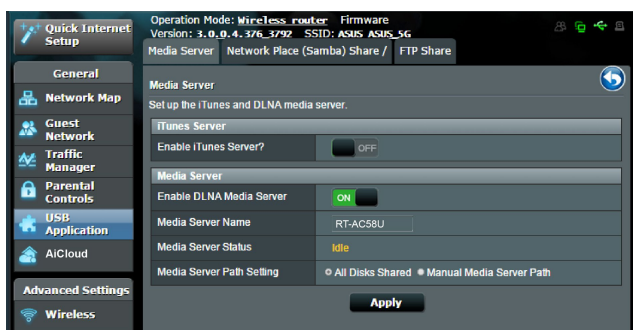 Operation Mode: Wireless router Firmware
Version: 3.0.0.4.376_3792 SSID: ASUS ASUS_5G
Quick Internet
Setup
General
Network Map
Guest
Network
Traffic
Manager
Parental
Controls
USB
Application
AiCloud
Advanced Settings
Wireless
Media Server Network Place (Samba) Share / FTP Share
Media Server
Set up the iTunes and DLNA media server.
iTunes Server
Enable iTunes Server? OFF
Media Server
Enable DLNA Media Server ON
Media Server Name RT-AC58U
Media Server Status Idle
Media Server Path Setting All Disks Shared Manual Media Server Path
Apply